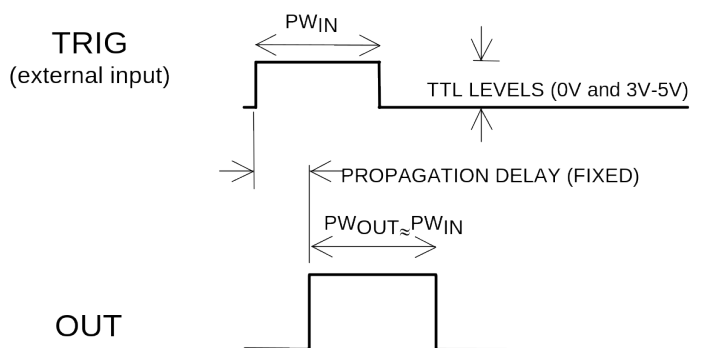 PWIN
TRIG
(external input)
TTL LEVELS (0V and 3V-5V)
PROPAGATION DELAY (FIXED)
PWOUT≈PWIN
OUT